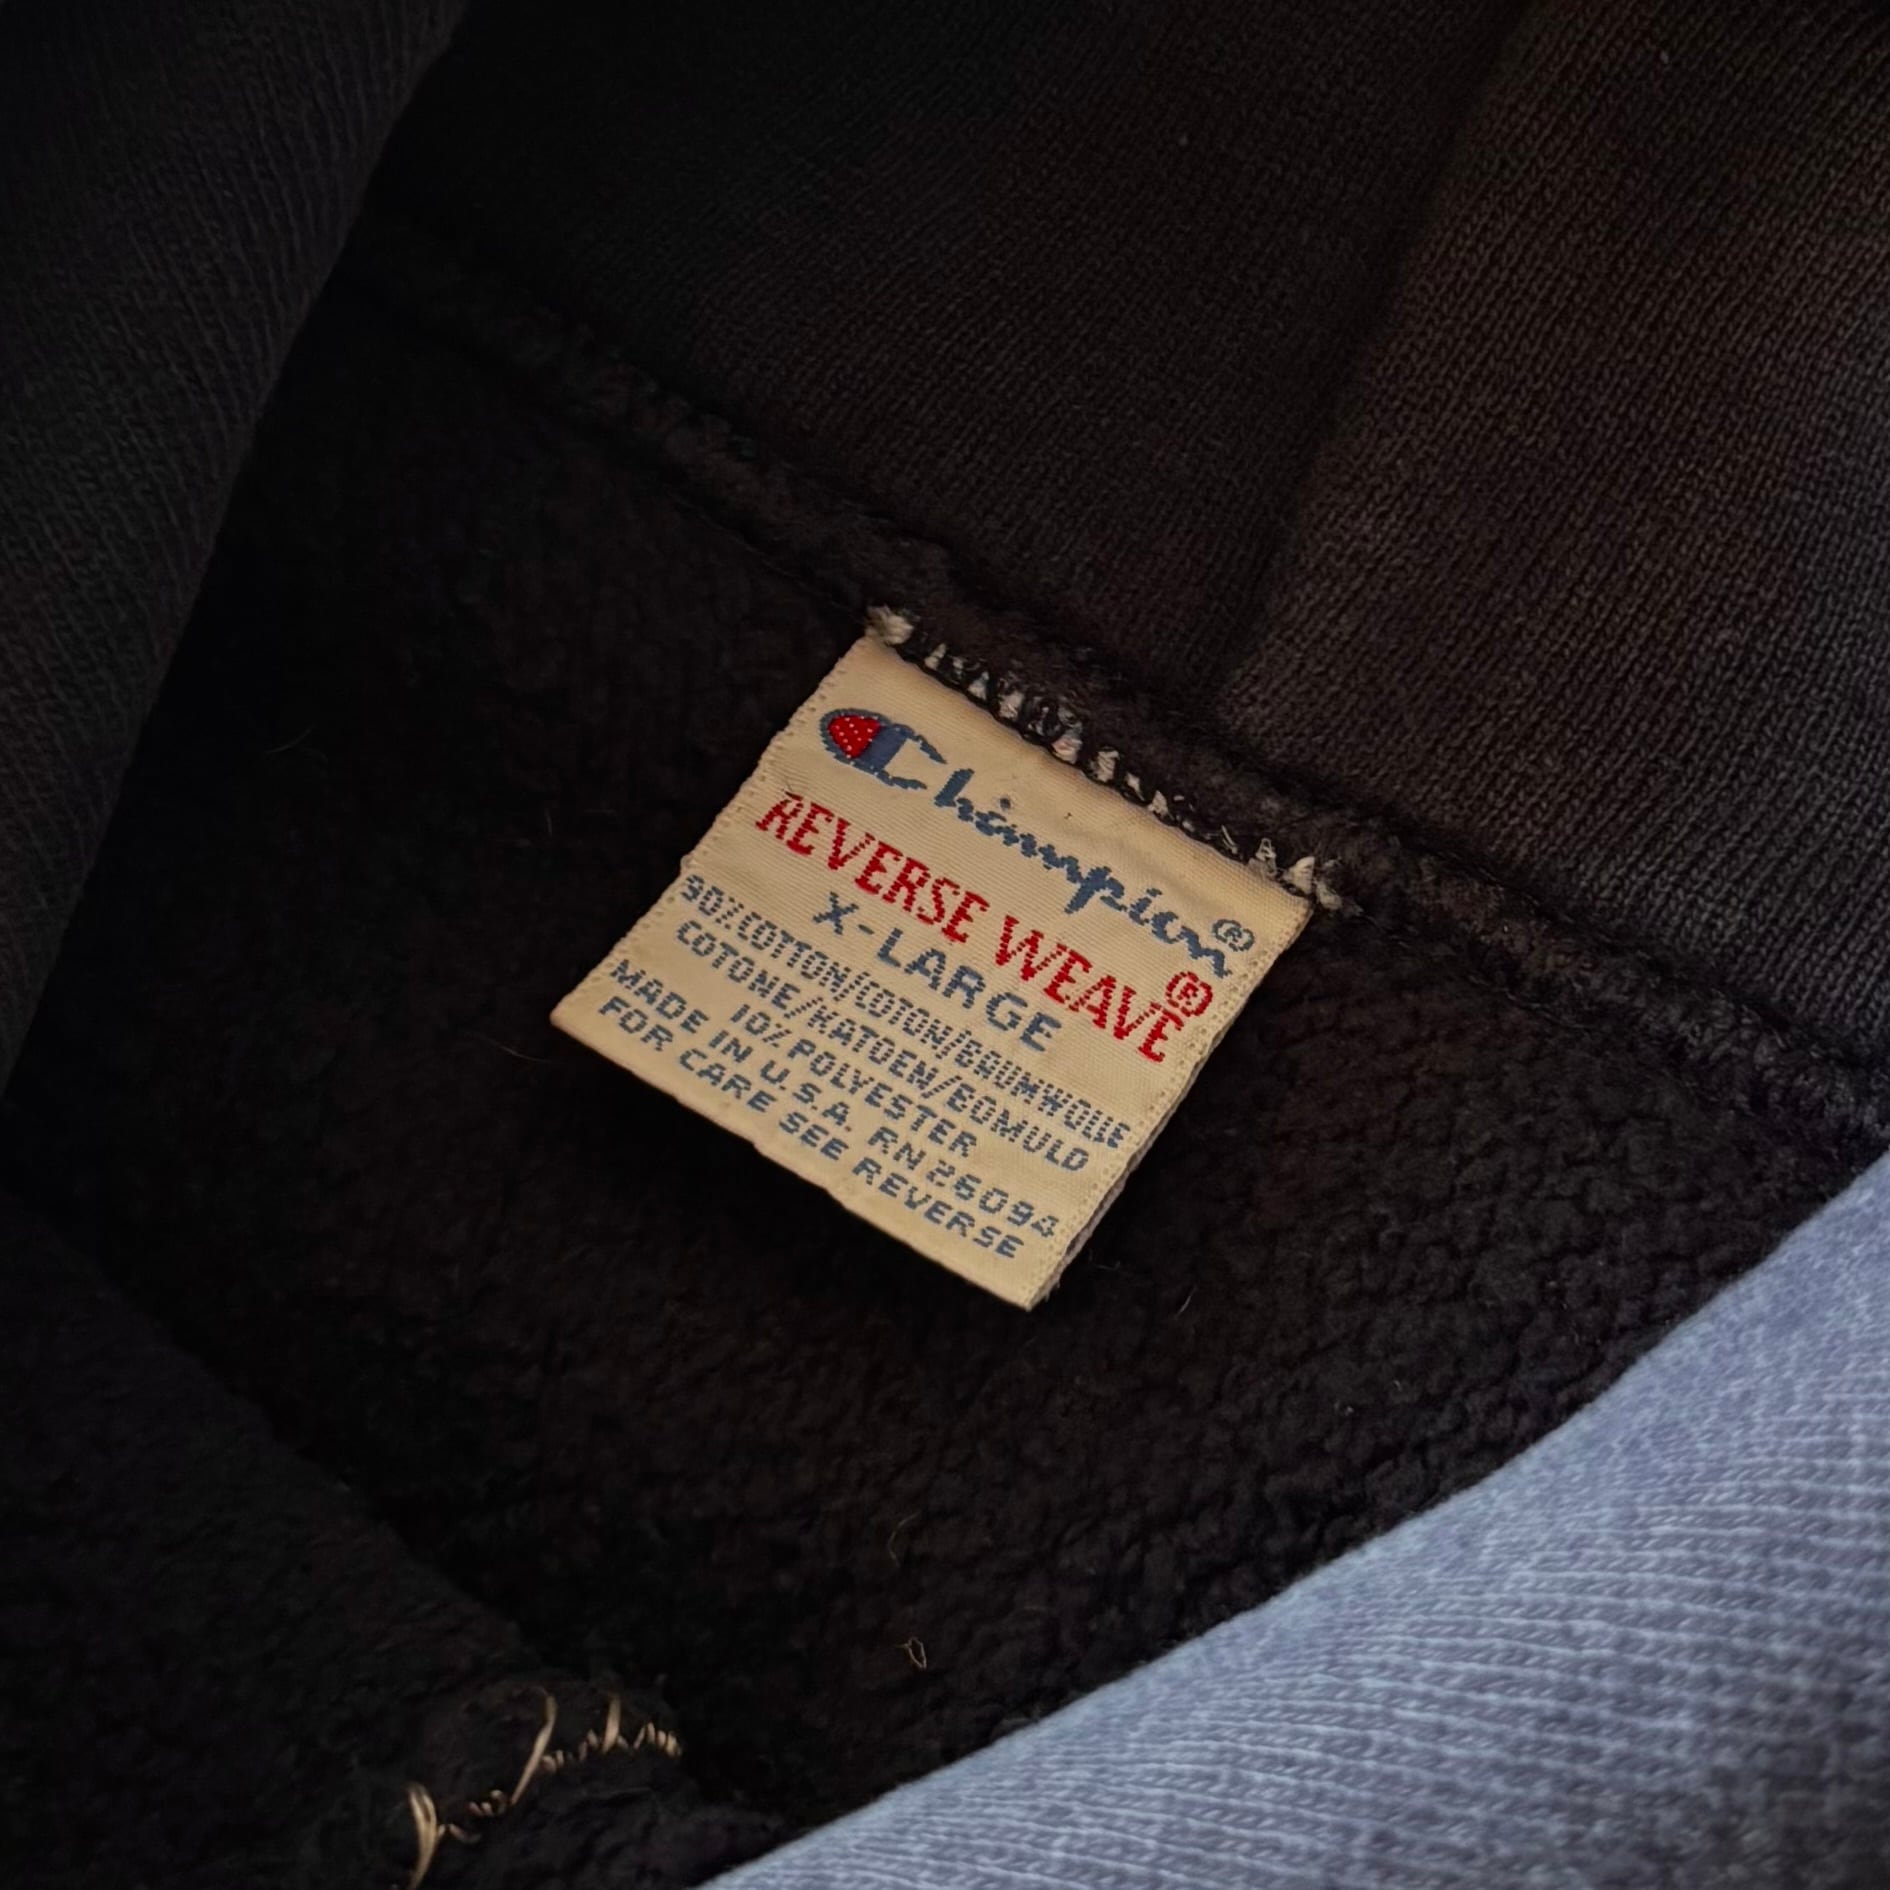 Champion®
REVERSE WEAVE®
X-LARGE
90% COTTON/COTON/BAUMWOLLE
COTONE/KATOEN/BOMULD
10% POLYESTER
MADE IN U.S.A. RN 26094
FOR CARE SEE REVERSE